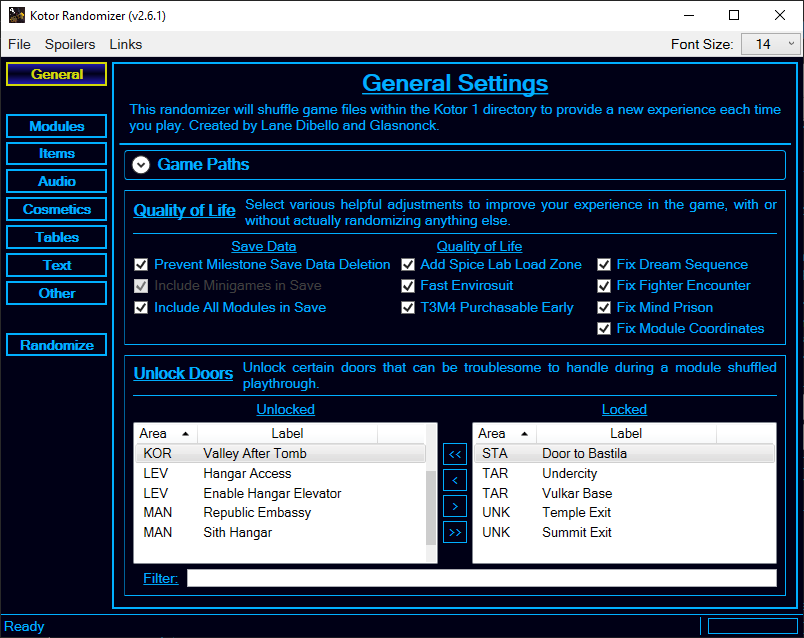 Kotor Randomizer (v2.6.1)
File Spoilers Links Font Size: 14
General
Modules
Items
Audio
Cosmetics
Tables
Text
Other
Randomize
General Settings
This randomizer will shuffle game files within the Kotor 1 directory to provide a new experience each time
you play. Created by Lane Dibello and Glasnonck.
Game Paths
Quality of Life
Select various helpful adjustments to improve your experience in the game, with or
without actually randomizing anything else.
Save Data
Prevent Milestone Save Data Deletion
Include Minigames in Save
Include All Modules in Save
Quality of Life
Add Spice Lab Load Zone
Fast Envirosuit
T3M4 Purchasable Early
Fix Dream Sequence
Fix Fighter Encounter
Fix Mind Prison
Fix Module Coordinates
Unlock Doors
Unlock certain doors that can be troublesome to handle during a module shuffled
playthrough.
Unlocked
Area Label
KOR Valley After Tomb
LEV Hangar Access
LEV Enable Hangar Elevator
MAN Republic Embassy
MAN Sith Hangar
<<
<
>
>>
Locked
Area Label
STA Door to Bastila
TAR Undercity
TAR Vulkar Base
UNK Temple Exit
UNK Summit Exit
Filter:
Ready